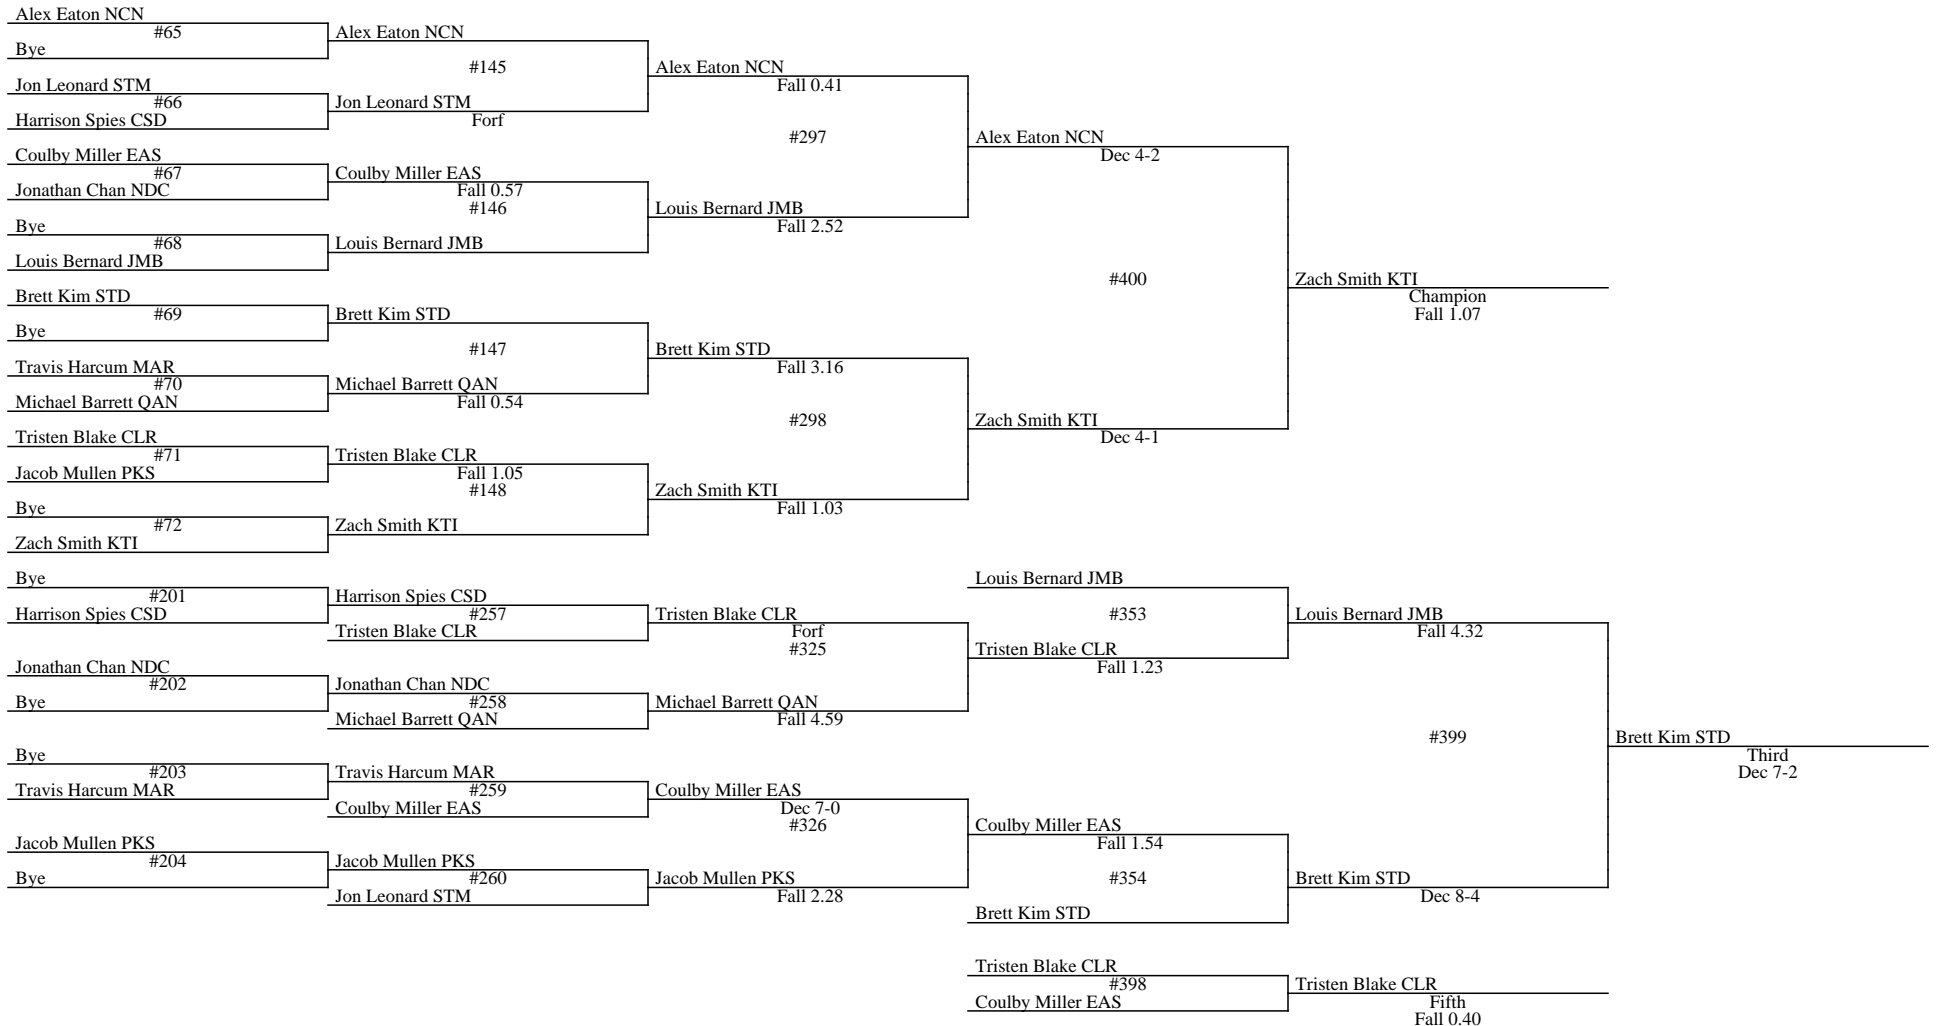 Alex Eaton NCN
#65
Bye
Jon Leonard STM
#66
Harrison Spies CSD
Coulby Miller EAS
#67
Jonathan Chan NDC
Bye
#68
Louis Bernard JMB
Brett Kim STD
#69
Bye
Travis Harcum MAR
#70
Michael Barrett QAN
Tristen Blake CLR
#71
Jacob Mullen PKS
Bye
#72
Zach Smith KTI
Alex Eaton NCN
#145
Jon Leonard STM
Forf
Coulby Miller EAS
Fall 0.57
#146
Louis Bernard JMB
Brett Kim STD
#147
Michael Barrett QAN
Fall 0.54
Tristen Blake CLR
Fall 1.05
#148
Zach Smith KTI
Alex Eaton NCN
Fall 0.41
#297
Louis Bernard JMB
Fall 2.52
Brett Kim STD
Fall 3.16
#298
Zach Smith KTI
Fall 1.03
Alex Eaton NCN
Dec 4-2
#400
Zach Smith KTI
Dec 4-1
Zach Smith KTI
Champion
Fall 1.07
Bye
#201
Harrison Spies CSD
Jonathan Chan NDC
#202
Bye
Bye
#203
Travis Harcum MAR
Jacob Mullen PKS
#204
Bye
Harrison Spies CSD
#257
Tristen Blake CLR
Jonathan Chan NDC
#258
Michael Barrett QAN
Travis Harcum MAR
#259
Coulby Miller EAS
Jacob Mullen PKS
#260
Jon Leonard STM
Tristen Blake CLR
Forf
#325
Michael Barrett QAN
Fall 4.59
Coulby Miller EAS
Dec 7-0
#326
Jacob Mullen PKS
Fall 2.28
Louis Bernard JMB
#353
Tristen Blake CLR
Fall 1.23
Coulby Miller EAS
Fall 1.54
#354
Brett Kim STD
Louis Bernard JMB
Fall 4.32
#399
Brett Kim STD
Dec 8-4
Brett Kim STD
Third
Dec 7-2
Tristen Blake CLR
#398
Coulby Miller EAS
Tristen Blake CLR
Fifth
Fall 0.40